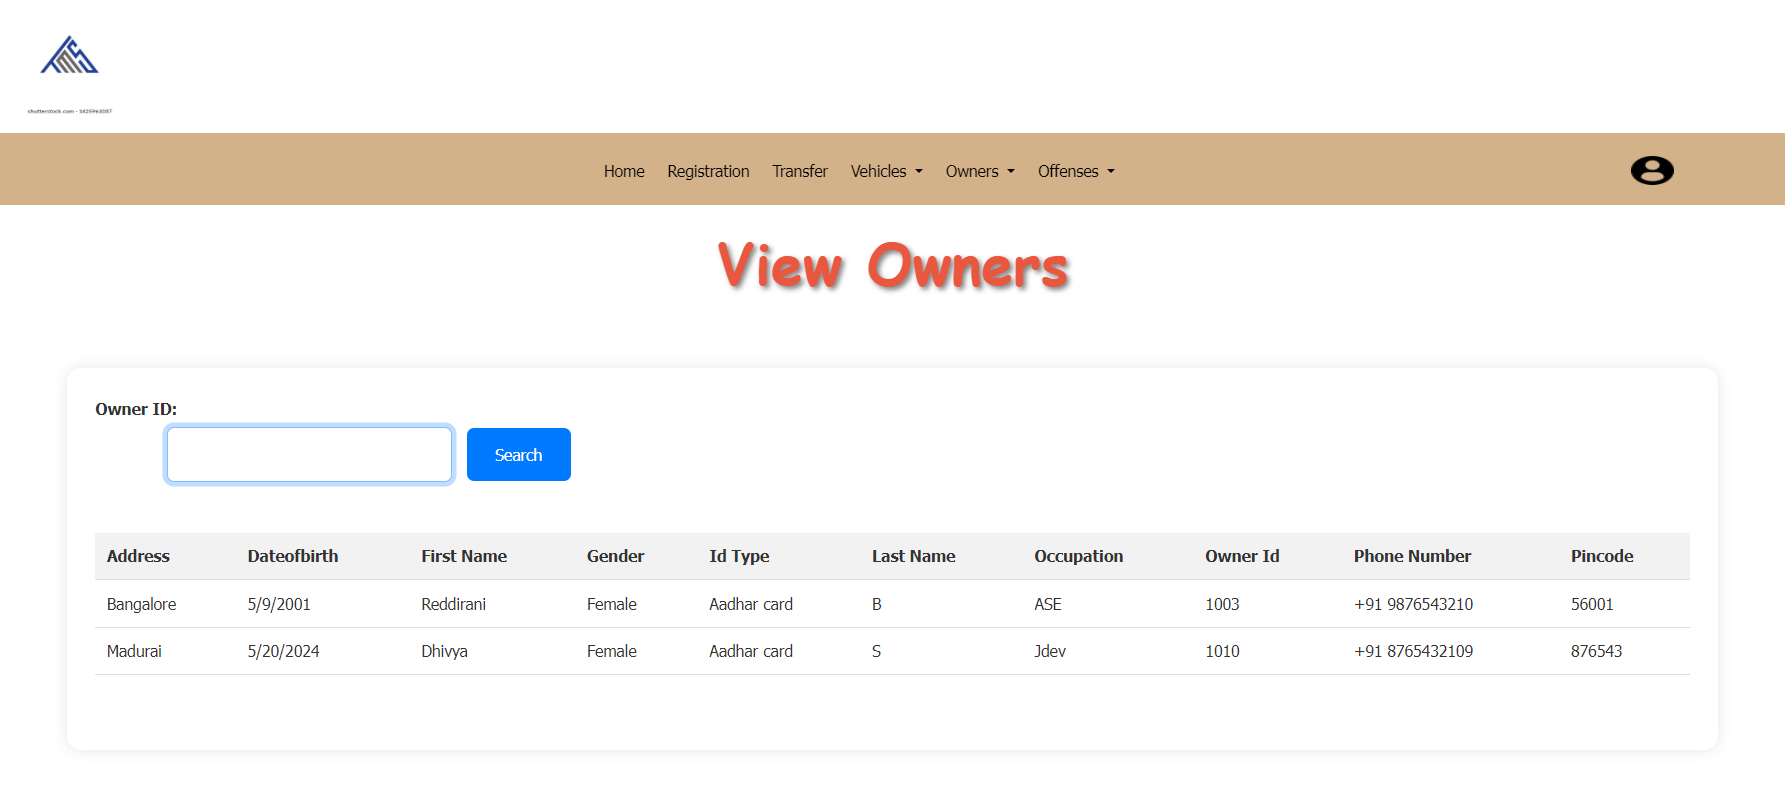 TMS
shutterstock.com · 1425961037
Home Registration Transfer Vehicles Owners Offenses
View Owners
Owner ID:
Search
Address Dateofbirth First Name Gender Id Type Last Name Occupation Owner Id Phone Number Pincode
Bangalore 5/9/2001 Reddirani Female Aadhar card B ASE 1003 +91 9876543210 56001
Madurai 5/20/2024 Dhivya Female Aadhar card S Jdev 1010 +91 8765432109 876543